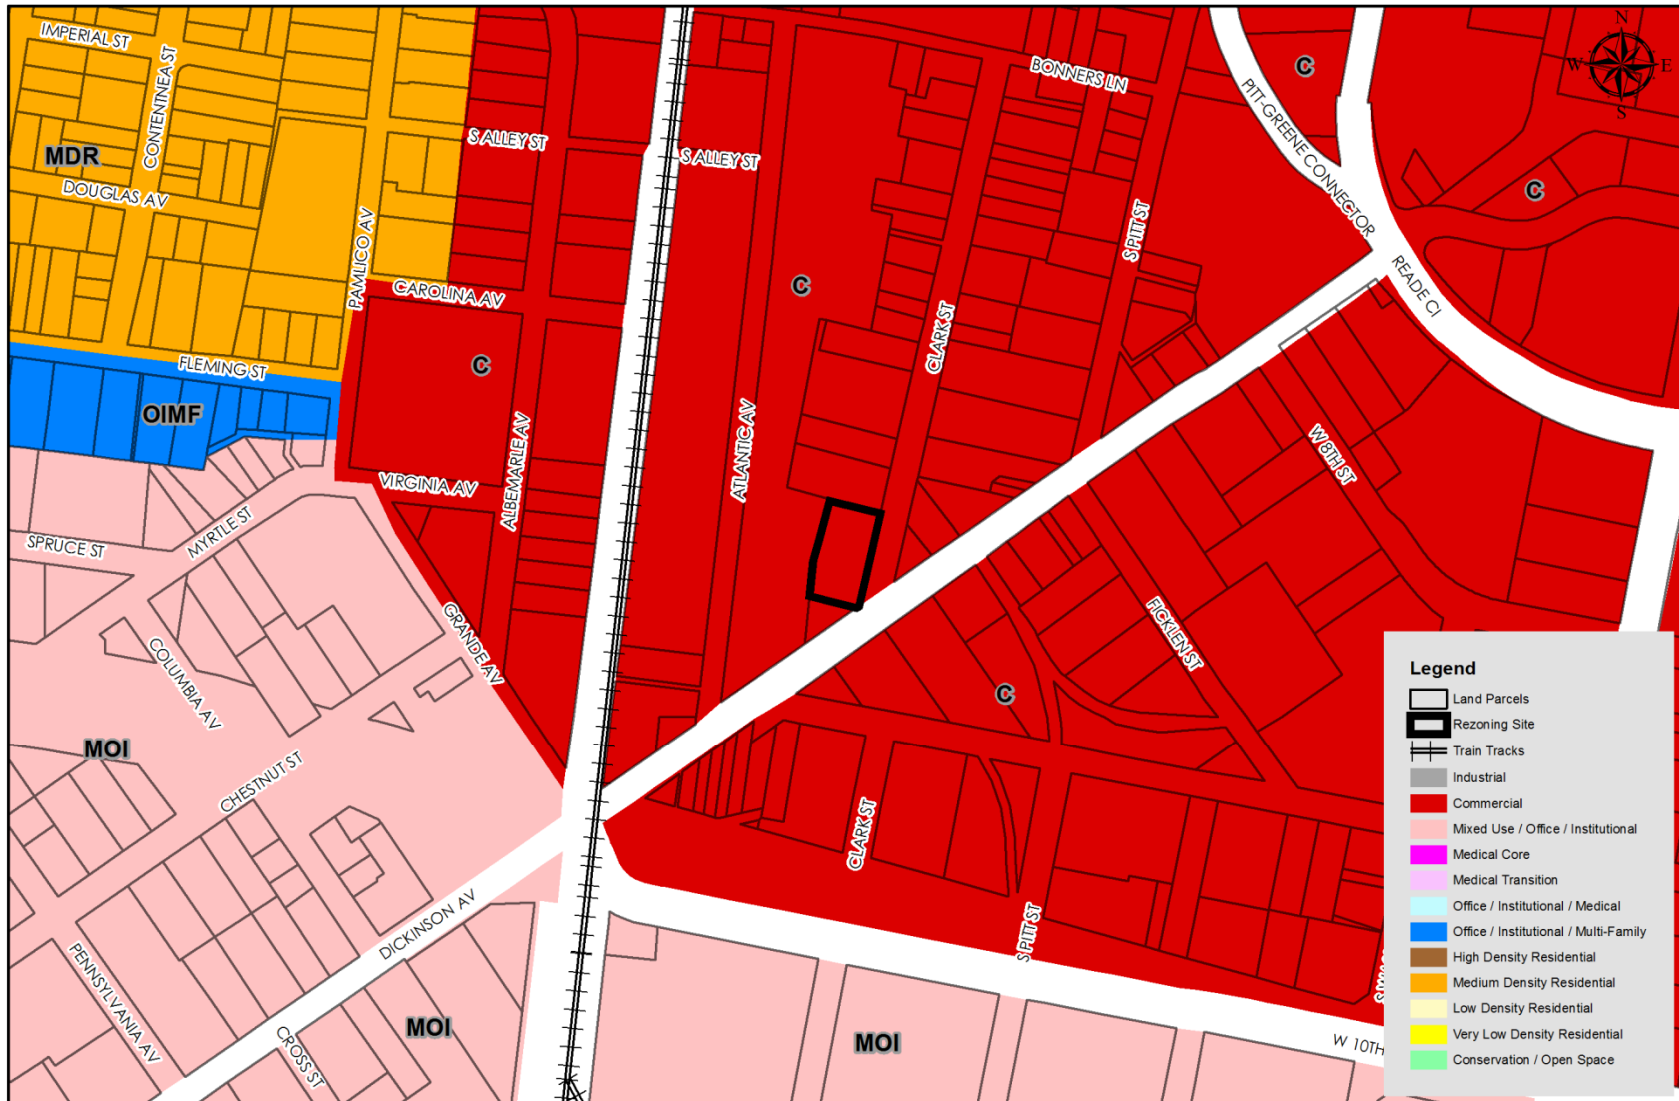 IMPERIAL ST
CONTENTNEA ST
MDR
DOUGLAS AV
PAMLICO AV
S ALLEY ST
S ALLEY ST
BONNERS LN
C
N
W
E
S
PITT-GREENE CONNECTOR
C
S PITT ST
READE CI
CAROLINA AV
C
CLARK ST
FLEMING ST
C
OIMF
ALBEMARLE AV
ATLANTIC AV
W 8TH ST
VIRGINIA AV
MYRTLE ST
SPRUCE ST
GRANDE AV
FICKLEN ST
COLUMBIA AV
C
MOI
CHESTNUT ST
CLARK ST
DICKINSON AV
S PITT ST
PENNSYLVANIA AV
CROSS ST
MOI
MOI
W 10TH
Legend
Land Parcels
Rezoning Site
Train Tracks
Industrial
Commercial
Mixed Use / Office / Institutional
Medical Core
Medical Transition
Office / Institutional / Medical
Office / Institutional / Multi-Family
High Density Residential
Medium Density Residential
Low Density Residential
Very Low Density Residential
Conservation / Open Space